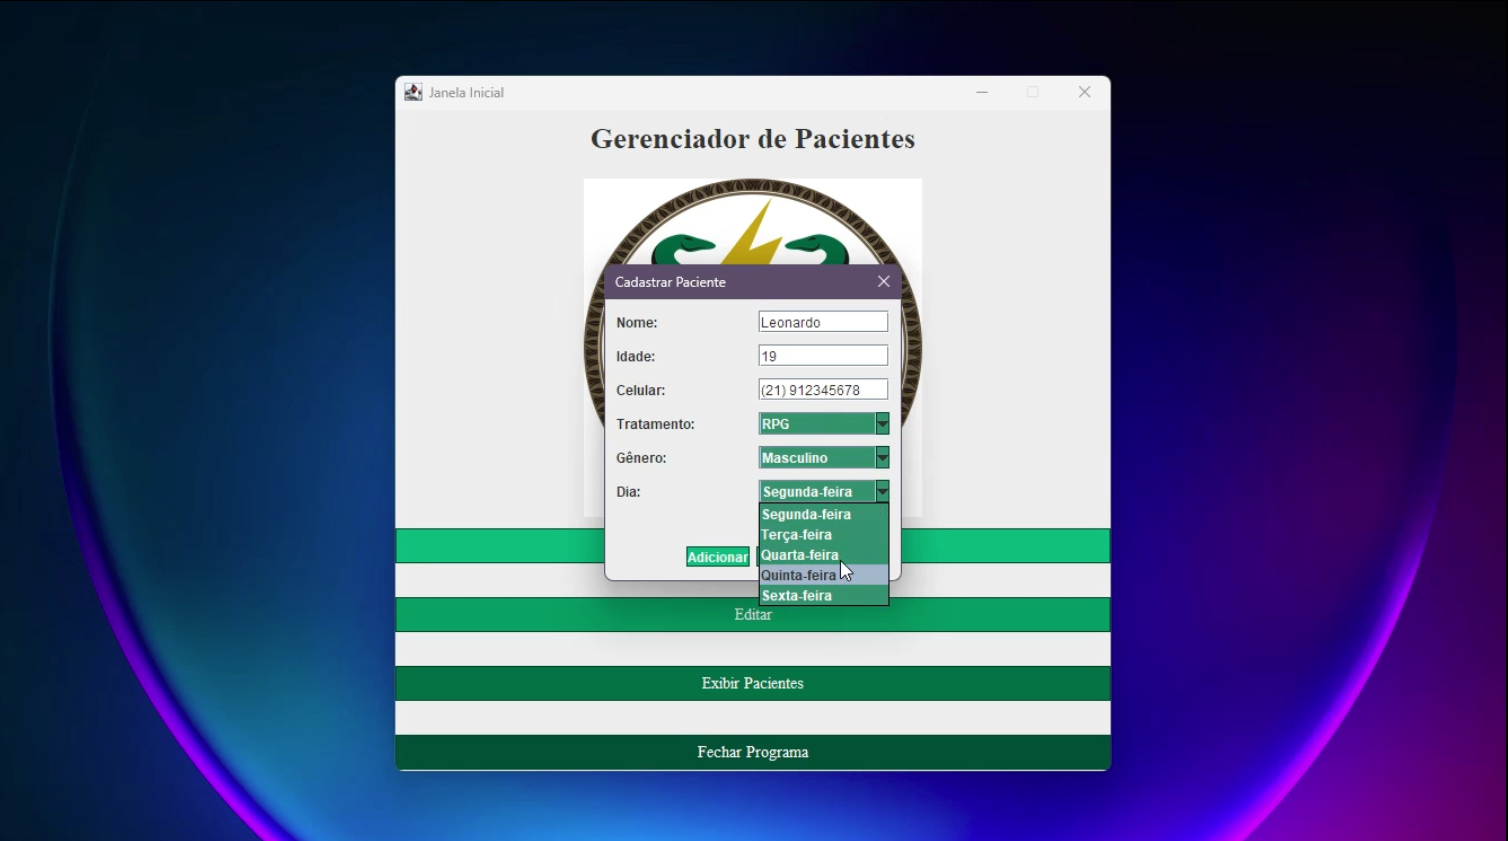 Janela Inicial
Gerenciador de Pacientes
Cadastrar Paciente
Nome: Leonardo
Idade: 19
Celular: (21) 912345678
Tratamento: RPG
Gênero: Masculino
Dia: Segunda-feira
Segunda-feira
Terça-feira
Quarta-feira
Quinta-feira
Sexta-feira
Adicionar
Editar
Exibir Pacientes
Fechar Programa